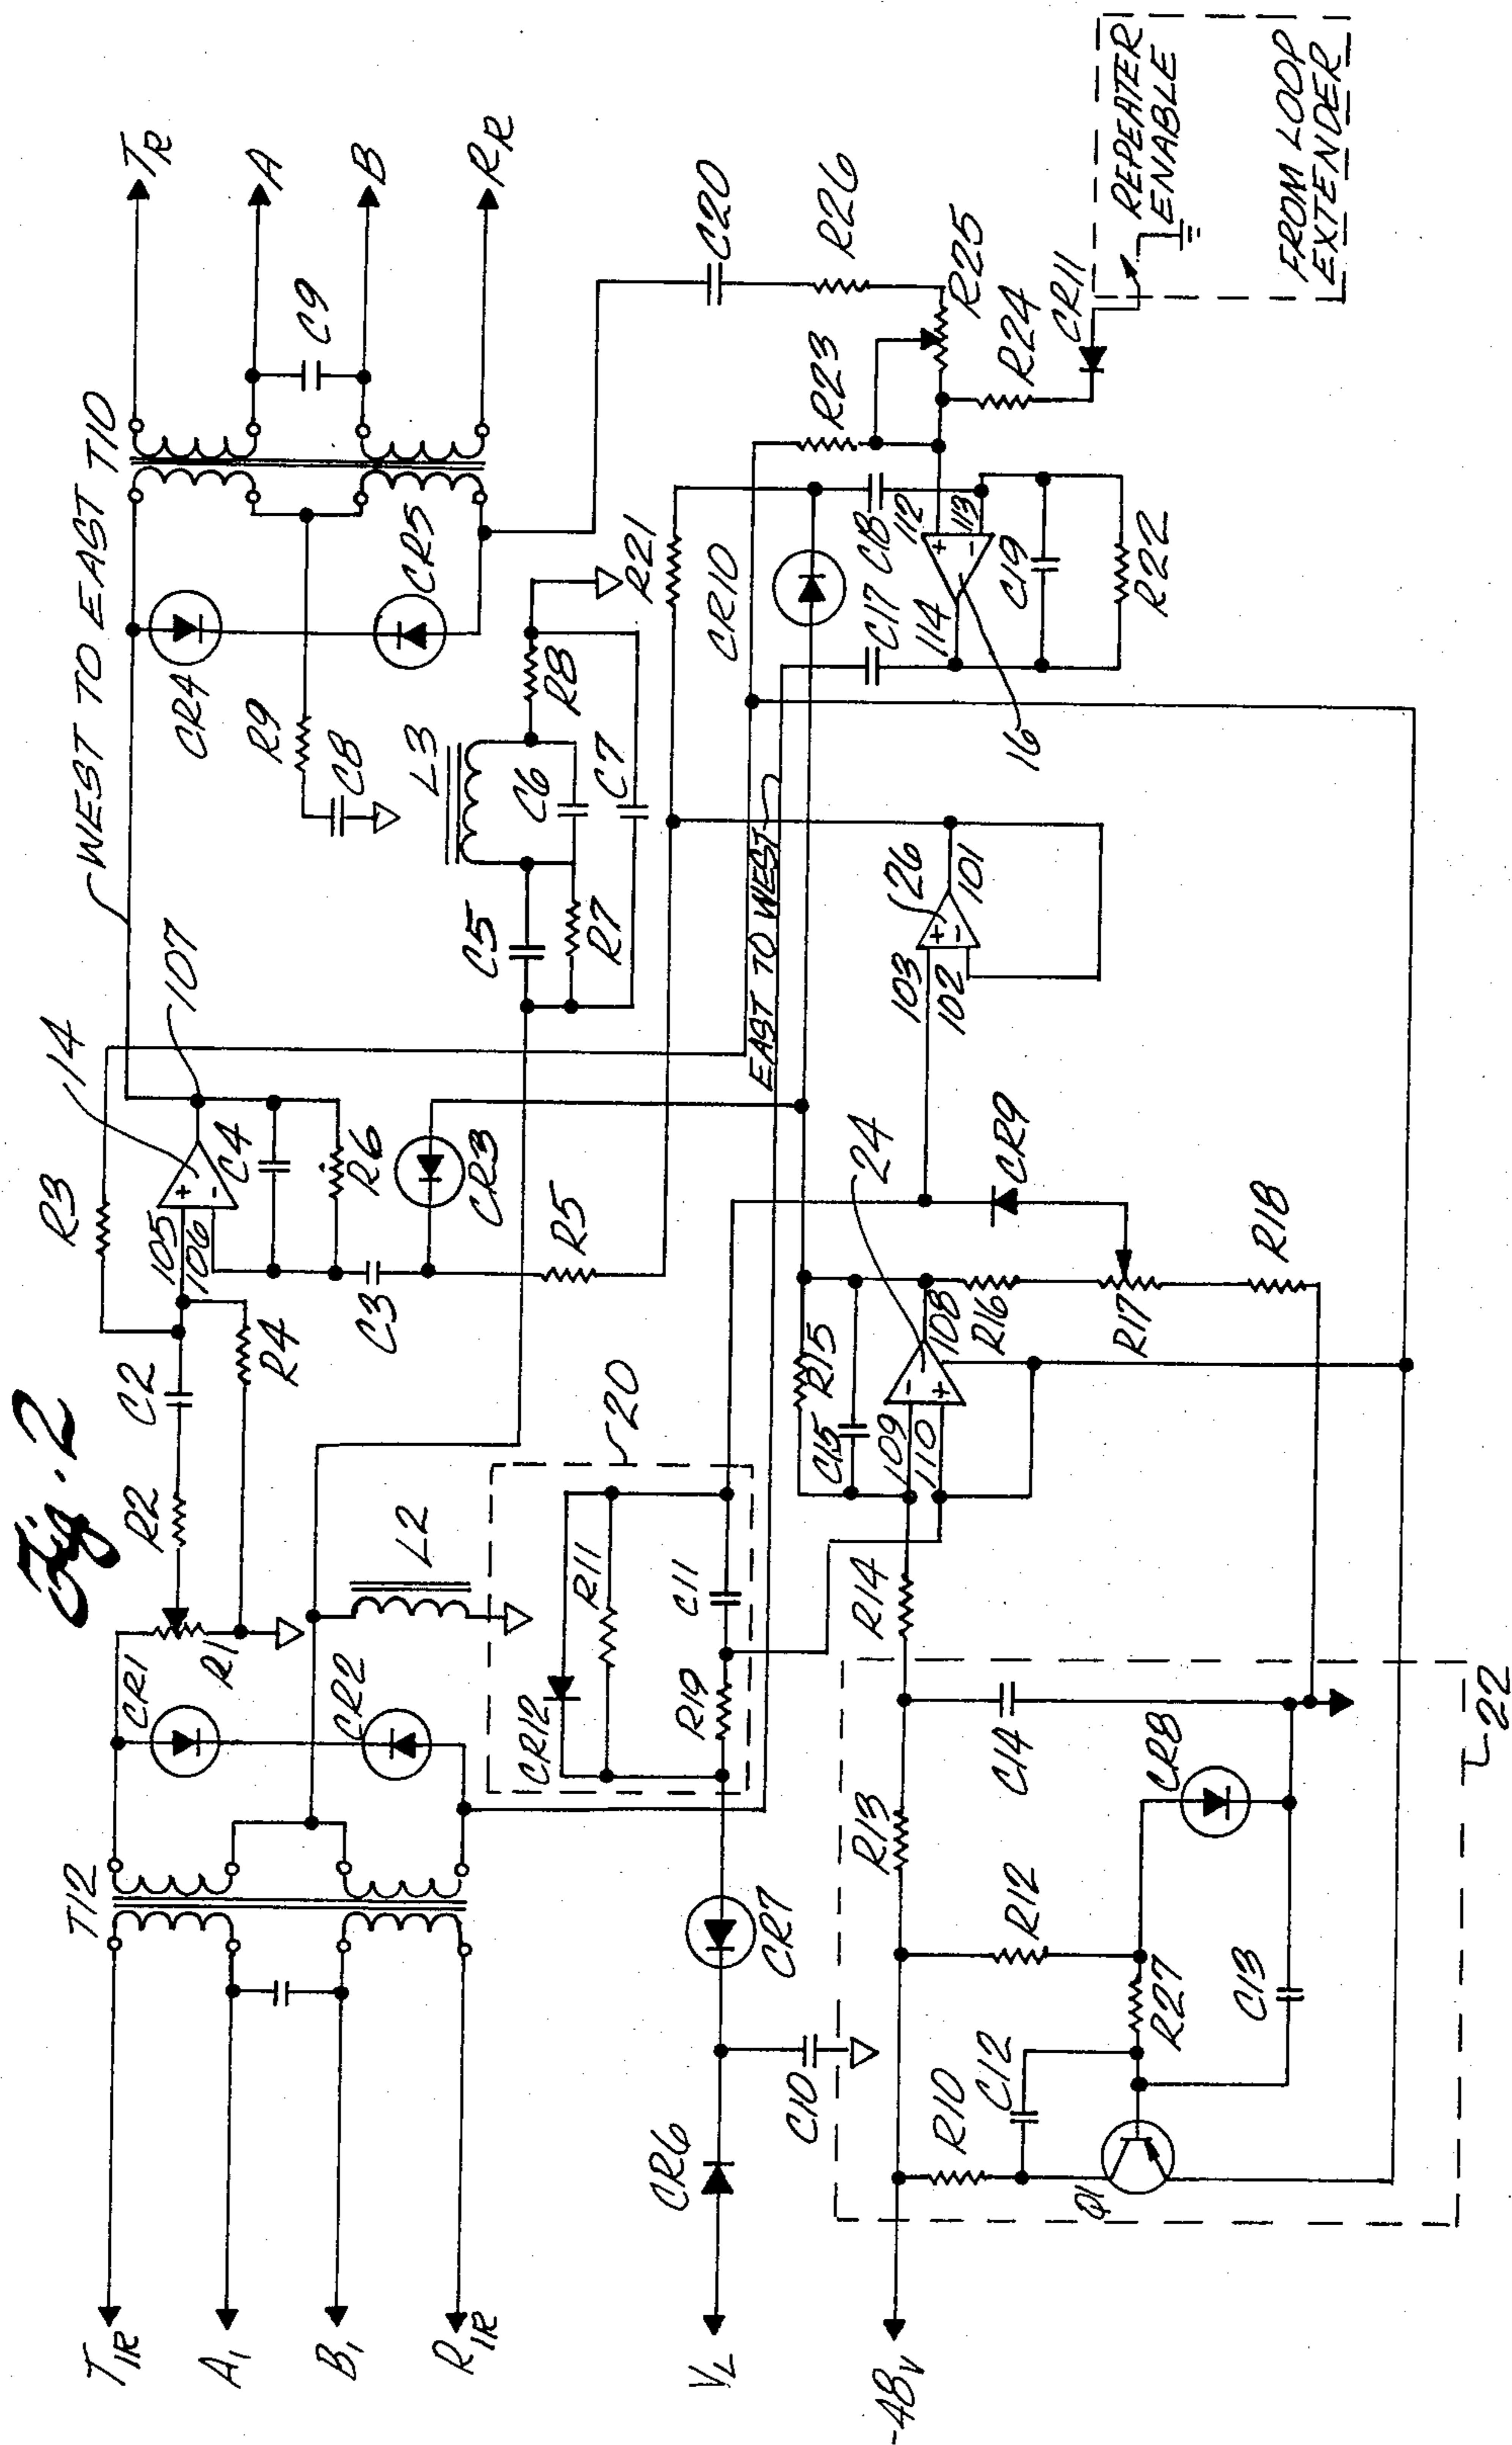 Fig. 2
WEST TO EAST
T10
T12
T1R
A1
B1
R1R
TR
A
B
RR
CR1
R1
CR2
R2
C2
R3
R4
105
106
14
107
C4
R6
C3
CR3
R5
L2
CR4
CR5
R9
C8
C9
L3
C5
R7
C6
C7
R8
R21
20
CR12
R11
R19
C11
VL
CR6
C10
CR7
EAST TO WEST
CR10
C17
C18
112
113
114
16
C19
R22
R23
C20
R26
R25
R24
CR11
REPEATER
ENABLE
FROM LOOP
EXTENDER
-48V
R10
C12
Q1
R27
R12
R13
C13
CR8
C14
22
R14
C15
R15
109
110
24
108
R16
R17
R18
CR9
103
102
26
101